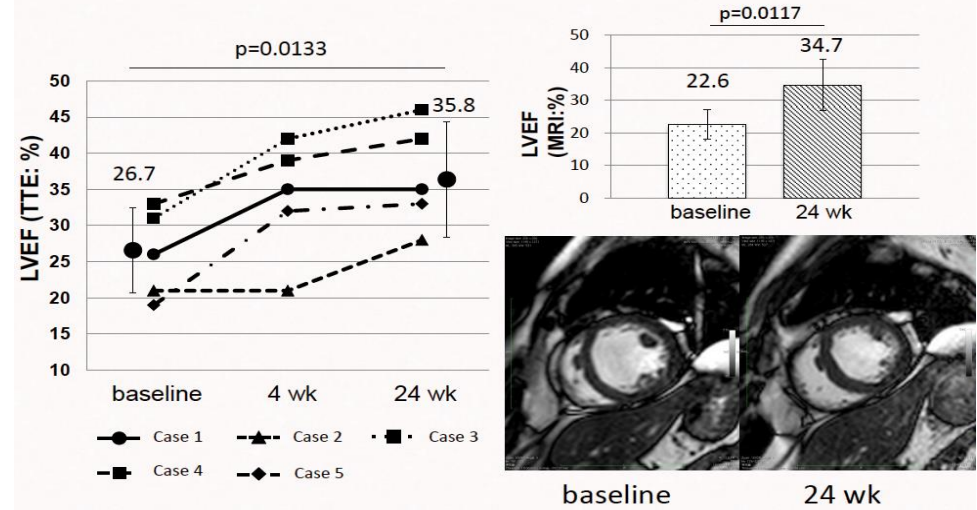 p=0.0133
50
45
40
35
30
25
20
15
10
LVEF (TTE: %)
26.7
35.8
baseline 4 wk 24 wk
Case 1 Case 2 Case 3
Case 4 Case 5
p=0.0117
50
40
30
20
10
0
LVEF
(MRI:%)
22.6
34.7
baseline 24 wk
baseline 24 wk